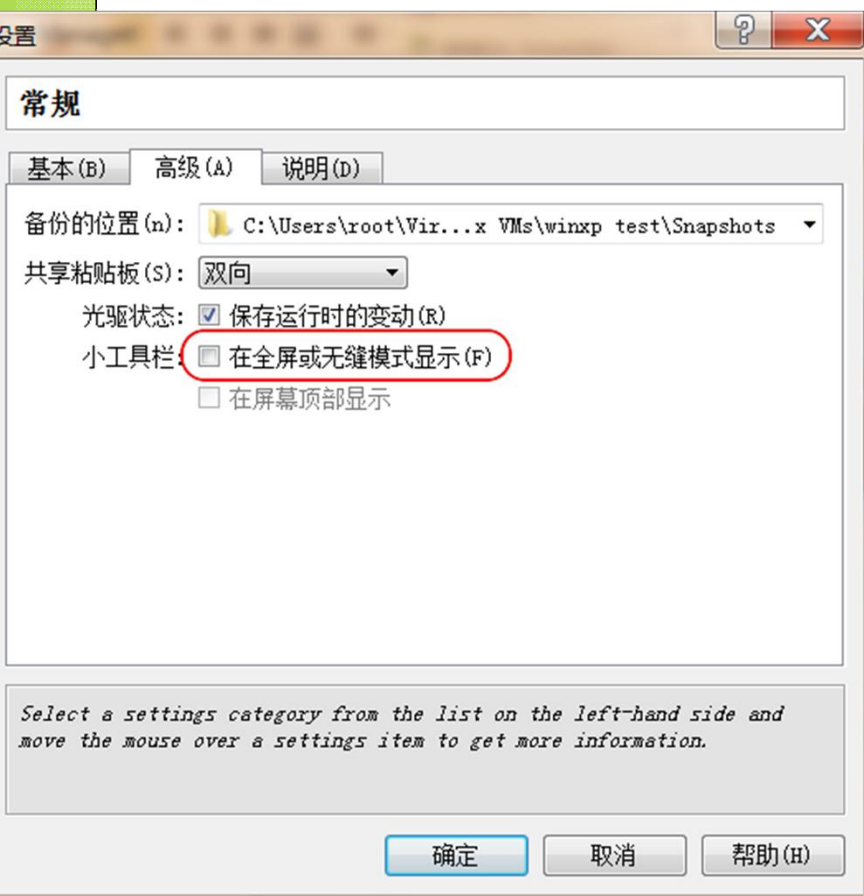 设置
常规
基本(B) 高级(A) 说明(D)
备份的位置(n): C:\Users\root\Vir...x VMs\winxp test\Snapshots
共享粘贴板(S): 双向
光驱状态: 保存运行时的变动(R)
小工具栏: 在全屏或无缝模式显示(F)
在屏幕顶部显示
Select a settings category from the list on the left-hand side and
move the mouse over a settings item to get more information.
确定 取消 帮助(H)